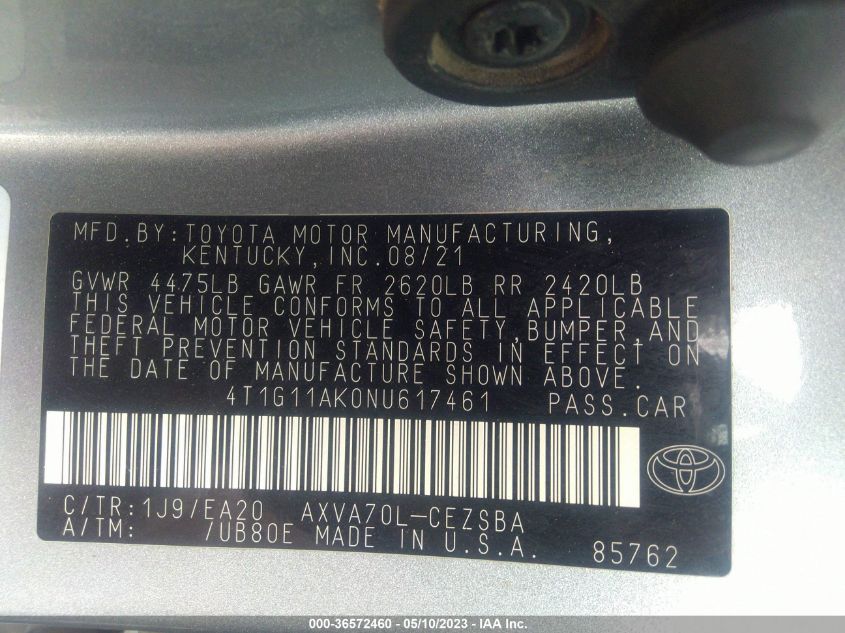 MFD.BY:TOYOTA MOTOR MANUFACTURING,
KENTUCKY,INC.08/21
GVWR 4475LB GAWR FR 2620LB RR 2420LB
THIS VEHICLE CONFORMS TO ALL APPLICABLE
FEDERAL MOTOR VEHICLE SAFETY,BUMPER,AND
THEFT PREVENTION STANDARDS IN EFFECT ON
THE DATE OF MANUFACTURE SHOWN ABOVE.
4T1G11AK0NU617461 PASS.CAR
C/TR:1J9/EA20 AXVA70L-CEZSBA
A/TM: /UB80E MADE IN U.S.A. 85762
000-36572460 - 05/10/2023 - IAA Inc.